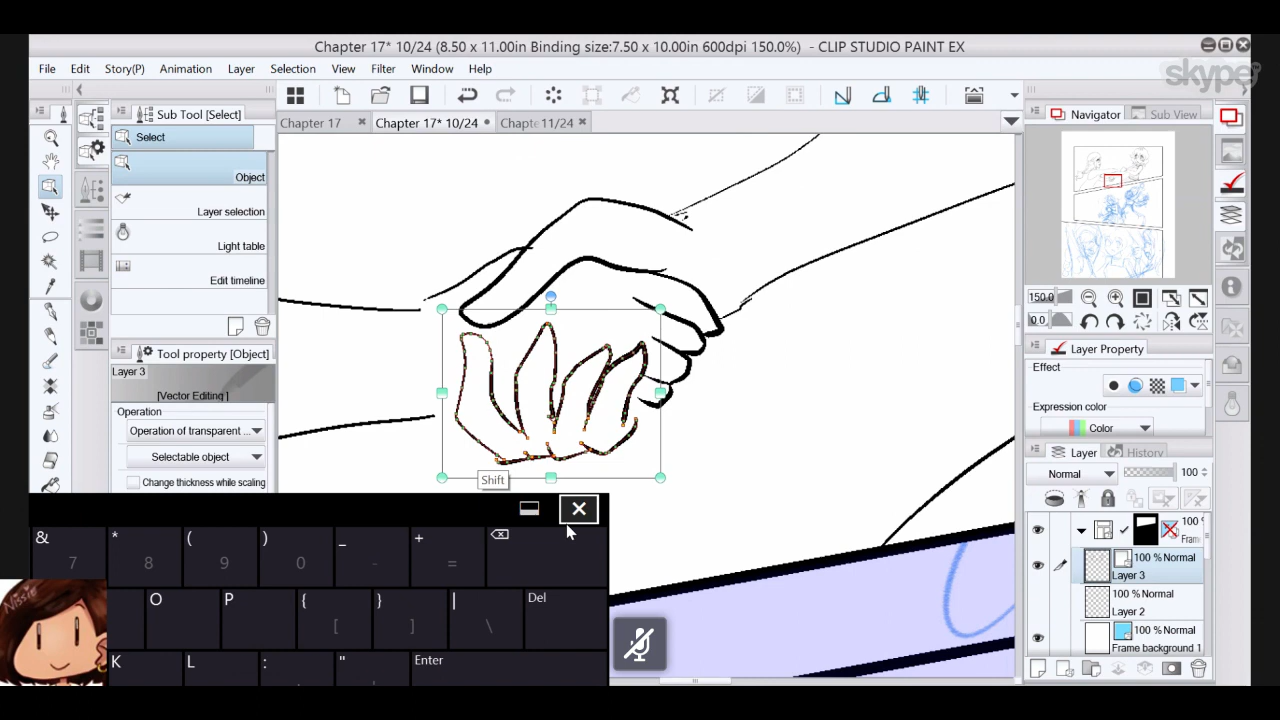 Chapter 17* 10/24 (8.50 x 11.00in Binding size:7.50 x 10.00in 600dpi 150.0%) - CLIP STUDIO PAINT EX
skype
File Edit Story(P) Animation Layer Selection View Filter Window Help
Sub Tool [Select]
Select
Object
Layer selection
Light table
Edit timeline
Tool property [Object]
Layer 3
[Vector Editing]
Operation
Operation of transparent ...
Selectable object
Change thickness while scaling
Chapter 17 Chapter 17* 10/24 Chapte 11/24
Navigator Sub View
150.0
0.0
Layer Property
Effect
Expression color
Color
Layer History
Normal 100
100 %
Frame
100 % Normal
Layer 3
100 % Normal
Layer 2
100 % Normal
Frame background 1
Shift
& * ( ) _ +
7 8 9 0 - =
O P { } | Del
[ ] \
K L : " Enter
Nissie